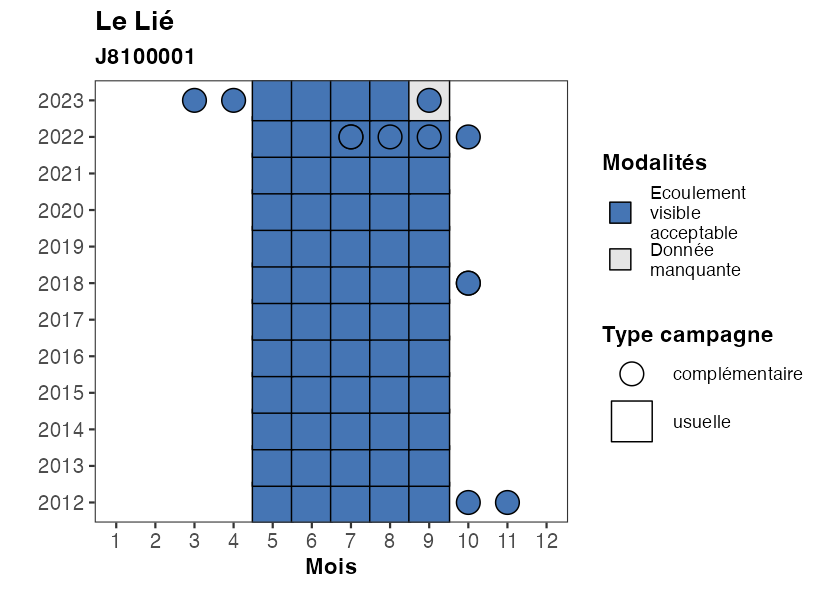 Le Lié
J8100001
2023
2022
2021
2020
2019
2018
2017
2016
2015
2014
2013
2012
1 2 3 4 5 6 7 8 9 10 11 12
Mois
Modalités
Ecoulement
visible
acceptable
Donnée
manquante
Type campagne
complémentaire
usuelle